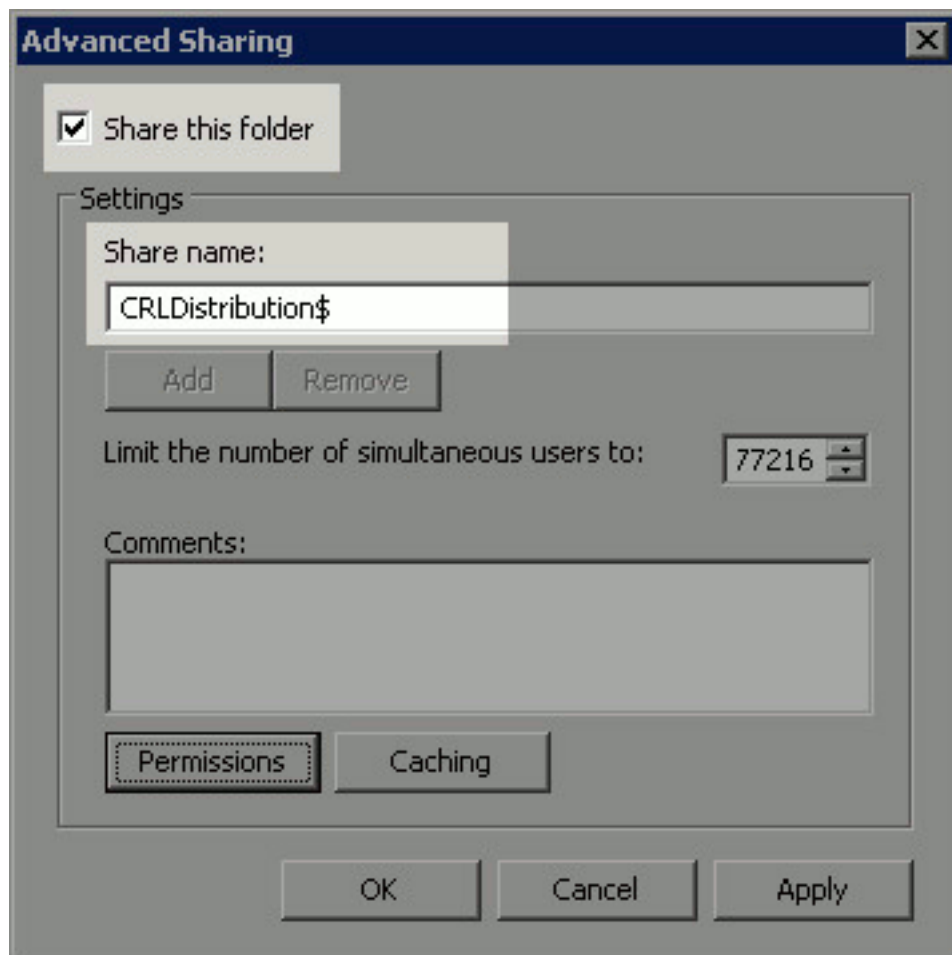 Advanced Sharing
Share this folder
Settings
Share name:
CRLDistribution$
Add Remove
Limit the number of simultaneous users to: 77216
Comments:
Permissions Caching
OK Cancel Apply